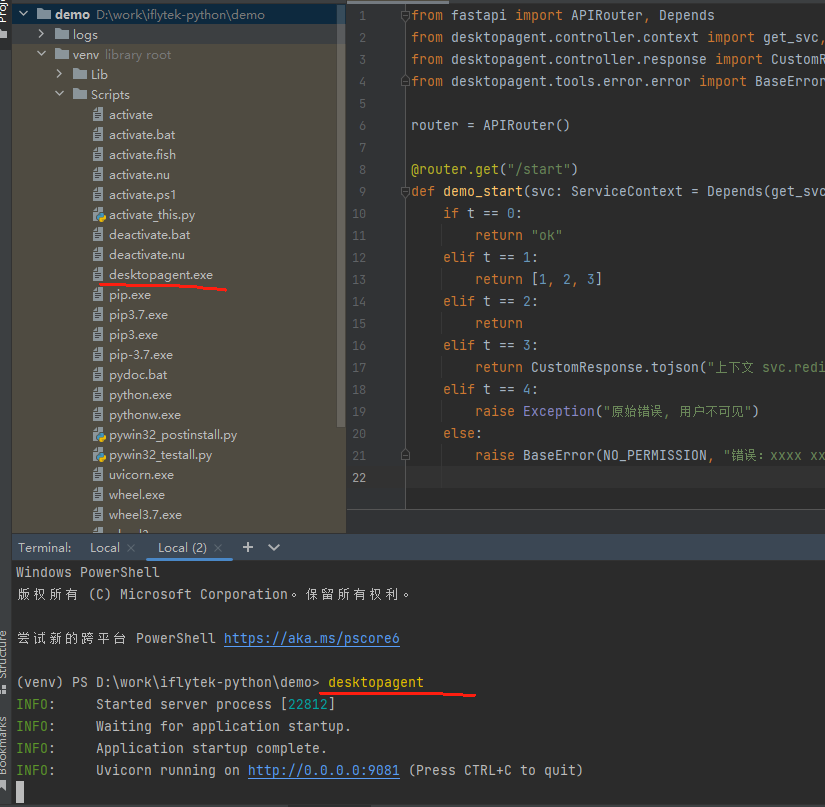 demo D:\work\iflytek-python\demo
logs
venv library root
Lib
Scripts
activate
activate.bat
activate.fish
activate.nu
activate.ps1
activate_this.py
deactivate.bat
deactivate.nu
desktopagent.exe
pip.exe
pip3.7.exe
pip3.exe
pip-3.7.exe
pydoc.bat
python.exe
pythonw.exe
pywin32_postinstall.py
pywin32_testall.py
uvicorn.exe
wheel.exe
wheel3.7.exe
1 from fastapi import APIRouter, Depends
2 from desktopagent.controller.context import get_svc,
3 from desktopagent.controller.response import CustomR
4 from desktopagent.tools.error.error import BaseError
5
6 router = APIRouter()
7
8 @router.get("/start")
9 def demo_start(svc: ServiceContext = Depends(get_svc
10 if t == 0:
11 return "ok"
12 elif t == 1:
13 return [1, 2, 3]
14 elif t == 2:
15 return
16 elif t == 3:
17 return CustomResponse.tojson("上下文 svc.redi
18 elif t == 4:
19 raise Exception("原始错误, 用户不可见")
20 else:
21 raise BaseError(NO_PERMISSION, "错误: xxxx xx
22
Terminal: Local × Local (2) × +
Windows PowerShell
版权所有 (C) Microsoft Corporation。保留所有权利。
尝试新的跨平台 PowerShell https://aka.ms/pscore6
(venv) PS D:\work\iflytek-python\demo> desktopagent
INFO: Started server process [22812]
INFO: Waiting for application startup.
INFO: Application startup complete.
INFO: Uvicorn running on http://0.0.0.0:9081 (Press CTRL+C to quit)
Structure
Bookmarks